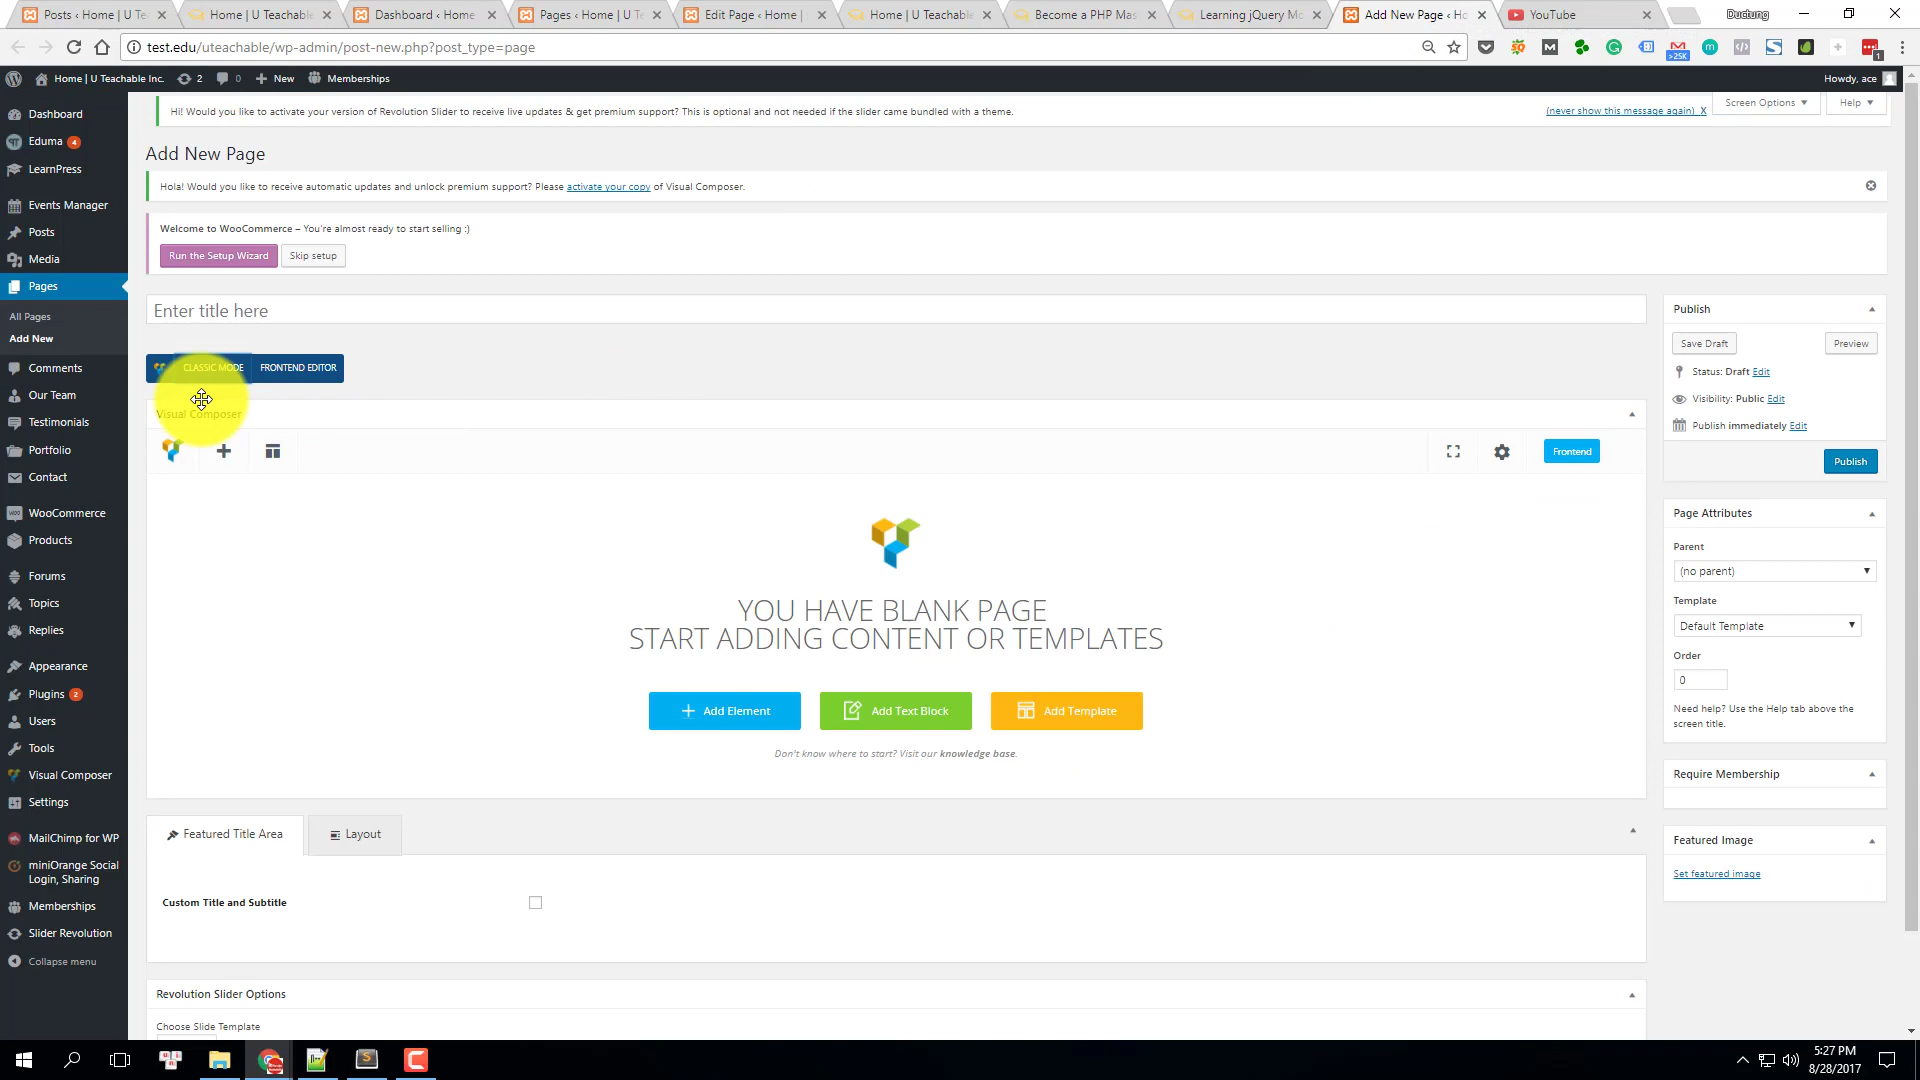 Posts ‹ Home | U Te
Home | U Teachable
Dashboard ‹ Home
Pages ‹ Home | U Te
Edit Page ‹ Home |
Home | U Teachable
Become a PHP Mas
Learning jQuery Mo
Add New Page ‹ Ho
YouTube
Ductung
test.edu/uteachable/wp-admin/post-new.php?post_type=page
>25K
1
Home | U Teachable Inc.
2
0
New
Memberships
Howdy, ace
Dashboard
Eduma 4
LearnPress
Events Manager
Posts
Media
Pages
All Pages
Add New
Comments
Our Team
Testimonials
Portfolio
Contact
WooCommerce
Products
Forums
Topics
Replies
Appearance
Plugins 2
Users
Tools
Visual Composer
Settings
MailChimp for WP
miniOrange Social
Login, Sharing
Memberships
Slider Revolution
Collapse menu
Hi! Would you like to activate your version of Revolution Slider to receive live updates & get premium support? This is optional and not needed if the slider came bundled with a theme.
(never show this message again) X
Screen Options
Help
Add New Page
Hola! Would you like to receive automatic updates and unlock premium support? Please activate your copy of Visual Composer.
Welcome to WooCommerce – You're almost ready to start selling :)
Run the Setup Wizard
Skip setup
Enter title here
CLASSIC MODE
FRONTEND EDITOR
Visual Composer
Frontend
YOU HAVE BLANK PAGE
START ADDING CONTENT OR TEMPLATES
Add Element
Add Text Block
Add Template
Don't know where to start? Visit our knowledge base.
Featured Title Area
Layout
Custom Title and Subtitle
Revolution Slider Options
Choose Slide Template
Publish
Save Draft
Preview
Status: Draft Edit
Visibility: Public Edit
Publish immediately Edit
Publish
Page Attributes
Parent
(no parent)
Template
Default Template
Order
0
Need help? Use the Help tab above the
screen title.
Require Membership
Featured Image
Set featured image
5:27 PM
8/28/2017